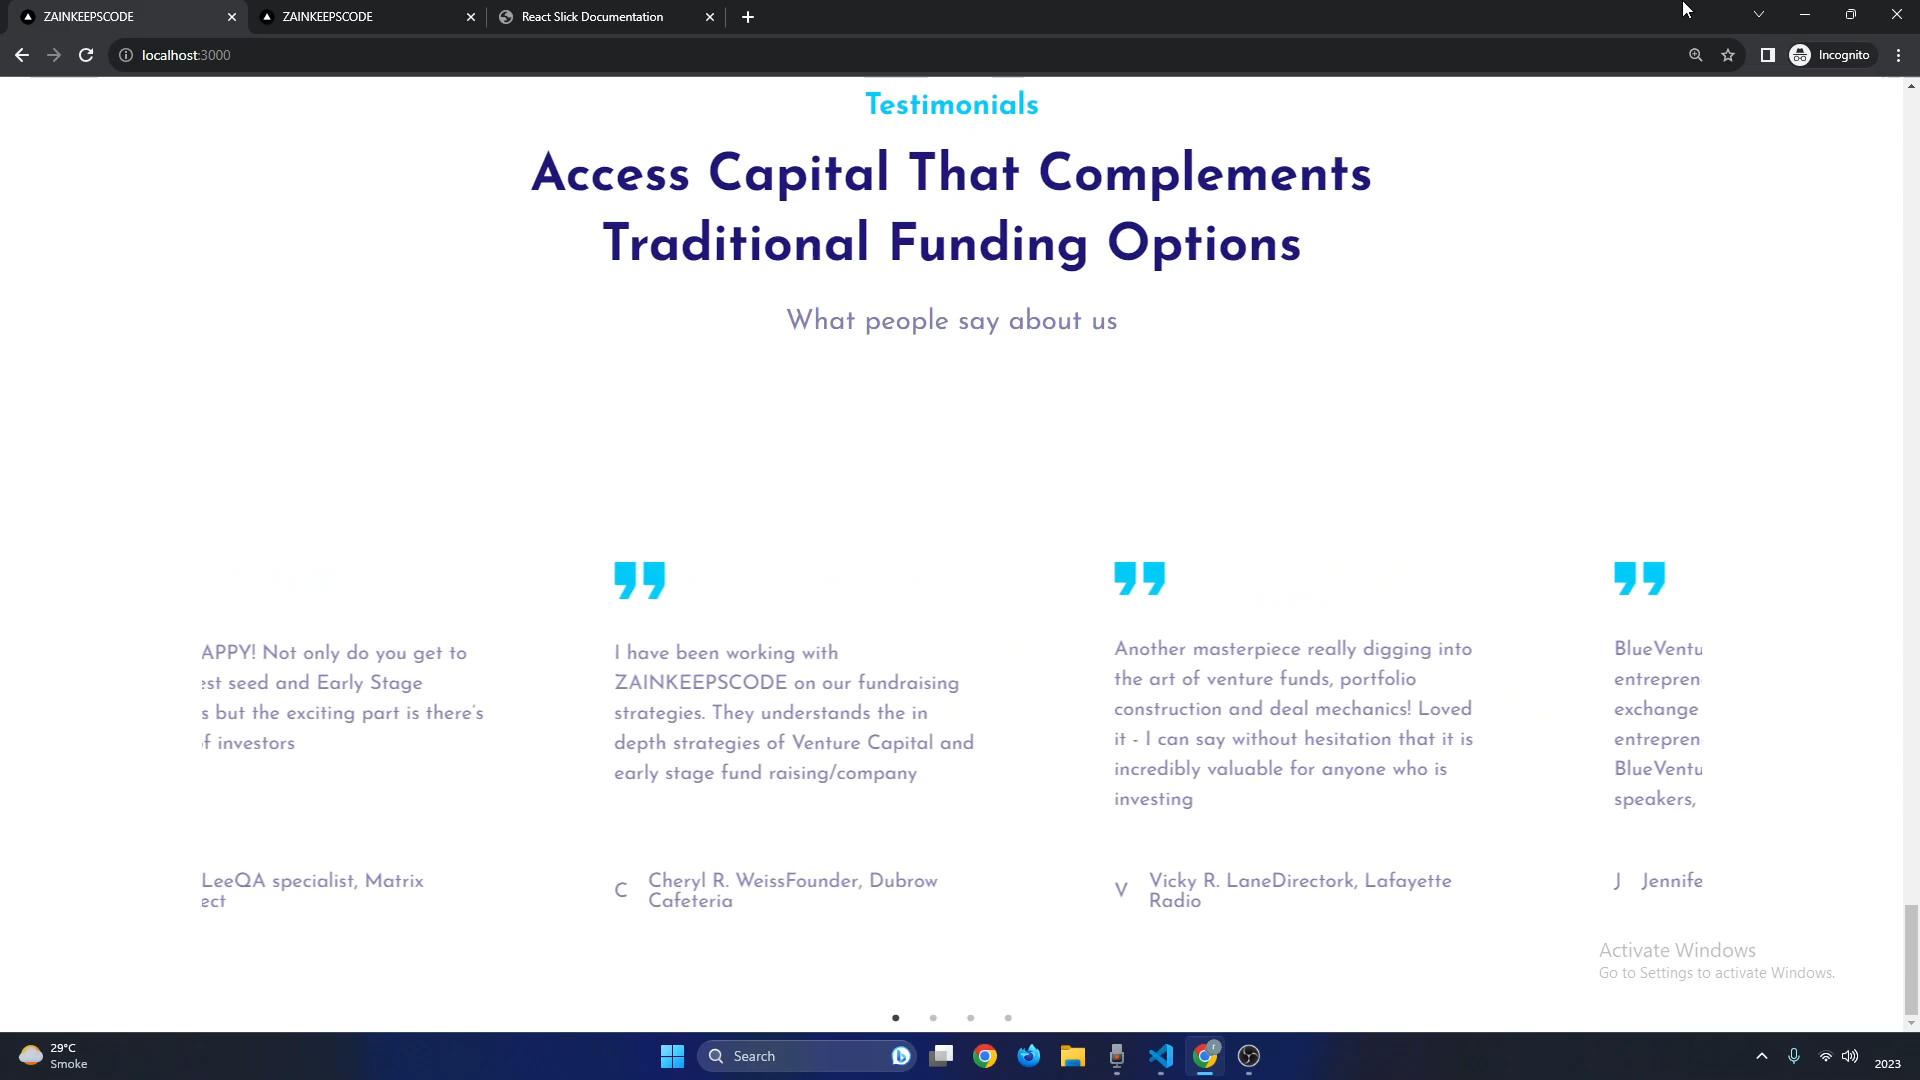 ZAINKEEPSCODE
ZAINKEEPSCODE
React Slick Documentation
localhost:3000
Incognito
Testimonials
Access Capital That Complements
Traditional Funding Options
What people say about us
APPY! Not only do you get to
est seed and Early Stage
s but the exciting part is there's
of investors
LeeQA specialist, Matrix
ect
I have been working with
ZAINKEEPSCODE on our fundraising
strategies. They understands the in
depth strategies of Venture Capital and
early stage fund raising/company
C
Cheryl R. WeissFounder, Dubrow
Cafeteria
Another masterpiece really digging into
the art of venture funds, portfolio
construction and deal mechanics! Loved
it - I can say without hesitation that it is
incredibly valuable for anyone who is
investing
V
Vicky R. LaneDirectork, Lafayette
Radio
BlueVentu
entrepren
exchange
entrepren
BlueVentu
speakers,
J
Jennife
Activate Windows
Go to Settings to activate Windows.
29°C
Smoke
Search
2023